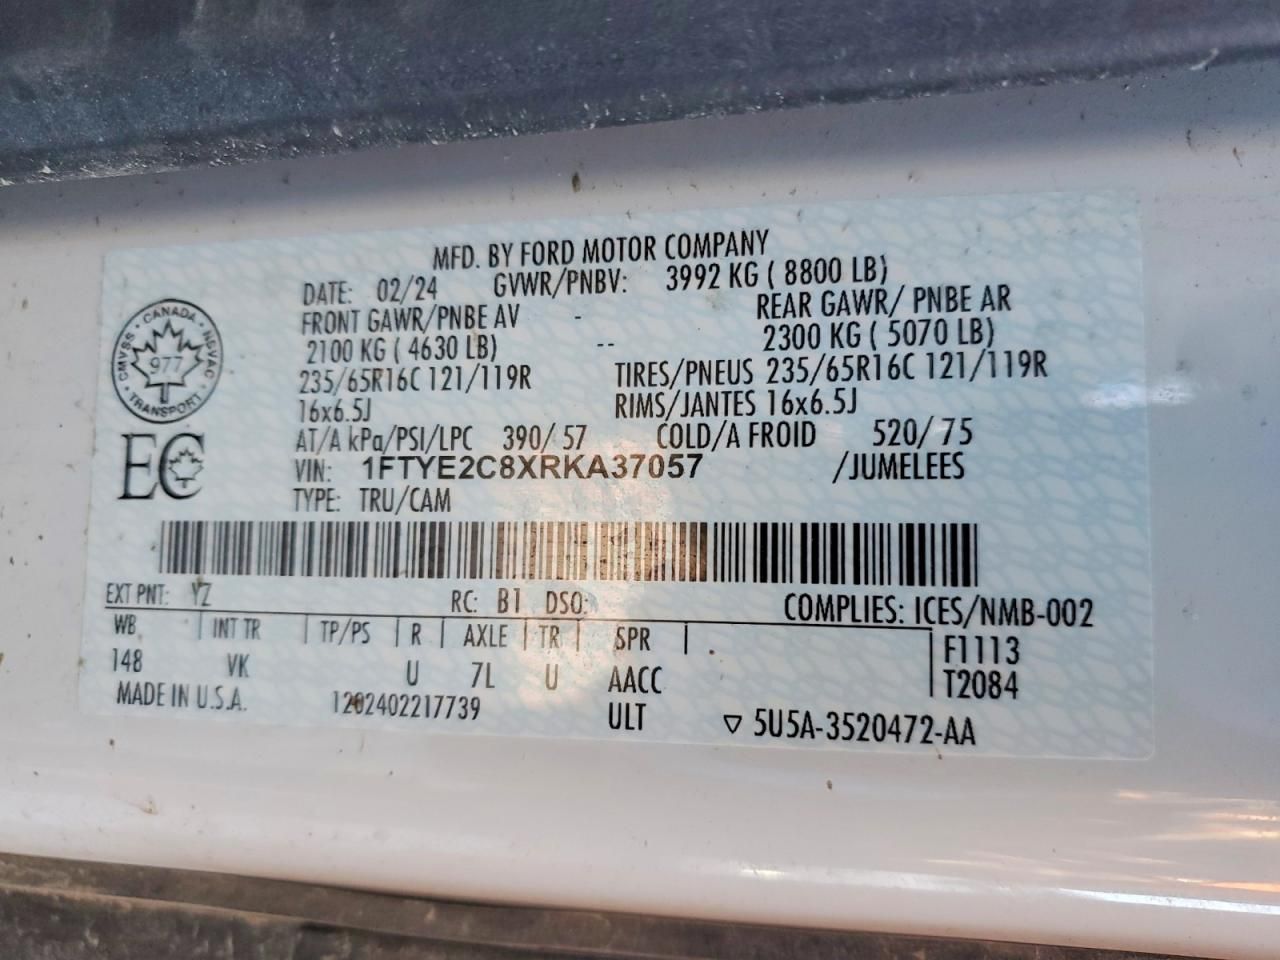 MFD. BY FORD MOTOR COMPANY
DATE: 02/24 GVWR/PNBV: 3992 KG ( 8800 LB)
FRONT GAWR/PNBE AV - REAR GAWR/ PNBE AR
2100 KG ( 4630 LB) -- 2300 KG ( 5070 LB)
235/65R16C 121/119R TIRES/PNEUS 235/65R16C 121/119R
16x6.5J RIMS/JANTES 16x6.5J
AT/A kPa/PSI/LPC 390/ 57 COLD/A FROID 520/ 75
VIN: 1FTYE2C8XRKA37057 /JUMELEES
TYPE: TRU/CAM
CANADA
CMVSS
NSVAC
977
TRANSPORT
EC
EXT PNT: YZ RC: B1 DSO:
COMPLIES: ICES/NMB-002
WB | INT TR | TP/PS | R | AXLE | TR | SPR | . F1113
148 VK U 7L U AACC T2084
MADE IN U.S.A. 1202402217739 ULT ▽ 5U5A-3520472-AA